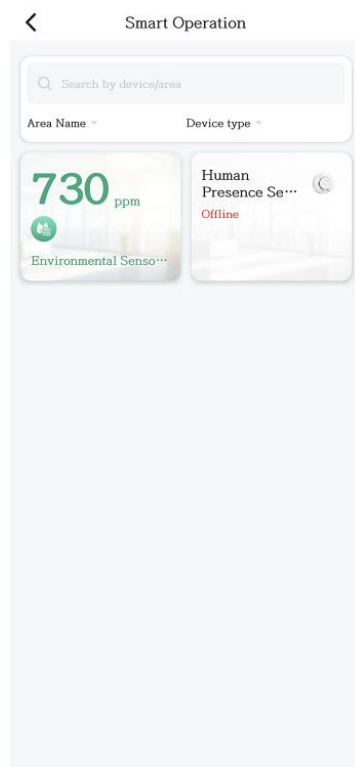 Smart Operation
Search by device/area
Area Name
Device type
730 ppm
Environmental Senso···
Human
Presence Se···
Offline